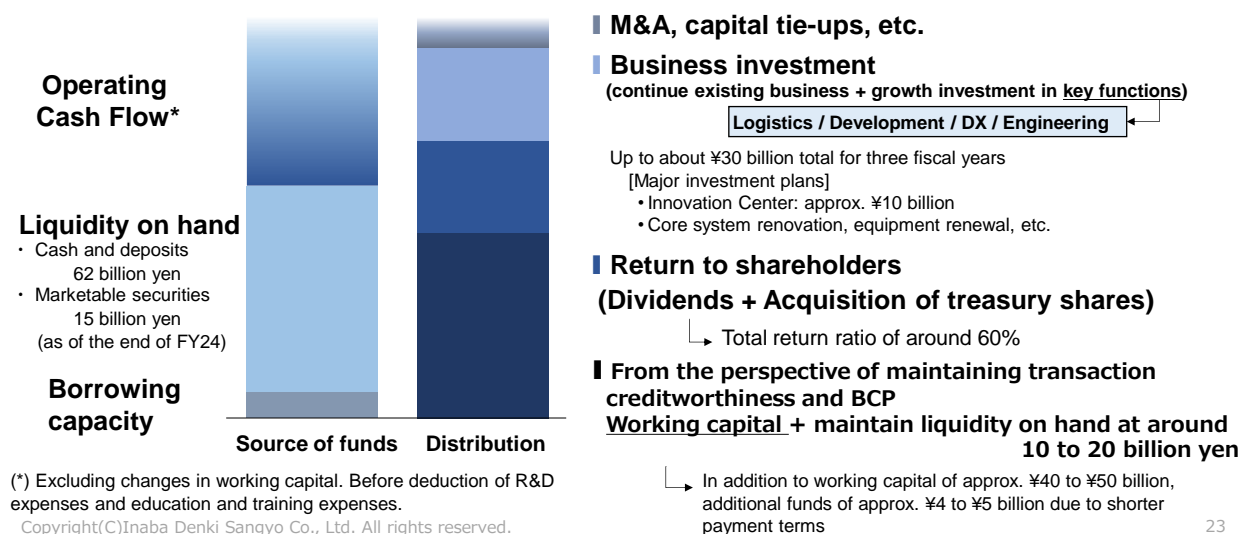 Operating
Cash Flow*
Liquidity on hand
・ Cash and deposits
62 billion yen
・ Marketable securities
15 billion yen
(as of the end of FY24)
Borrowing
capacity
Source of funds
Distribution
(*) Excluding changes in working capital. Before deduction of R&D
expenses and education and training expenses.
M&A, capital tie-ups, etc.
Business investment
(continue existing business + growth investment in key functions)
Logistics / Development / DX / Engineering
Up to about ¥30 billion total for three fiscal years
[Major investment plans]
• Innovation Center: approx. ¥10 billion
• Core system renovation, equipment renewal, etc.
Return to shareholders
(Dividends + Acquisition of treasury shares)
Total return ratio of around 60%
From the perspective of maintaining transaction
creditworthiness and BCP
Working capital + maintain liquidity on hand at around
10 to 20 billion yen
In addition to working capital of approx. ¥40 to ¥50 billion,
additional funds of approx. ¥4 to ¥5 billion due to shorter
payment terms
Copyright(C)Inaba Denki Sangyo Co., Ltd. All rights reserved.
23